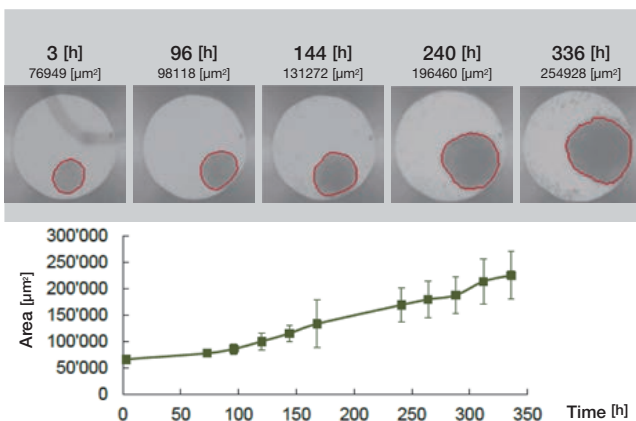 3 [h] 96 [h] 144 [h] 240 [h] 336 [h]
76949 [µm²] 98118 [µm²] 131272 [µm²] 196460 [µm²] 254928 [µm²]
300'000
250'000
200'000
150'000
100'000
50'000
0
Area [µm²]
0 50 100 150 200 250 300 350 Time [h]